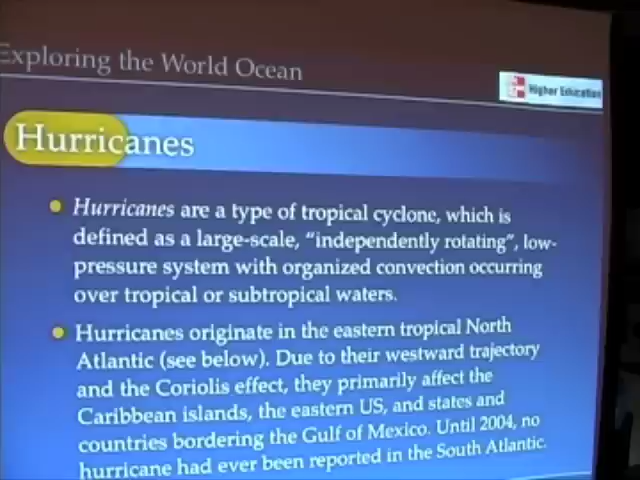 Exploring the World Ocean
Higher Education
Hurricanes
Hurricanes are a type of tropical cyclone, which is
defined as a large-scale, “independently rotating”, low-
pressure system with organized convection occurring
over tropical or subtropical waters.
Hurricanes originate in the eastern tropical North
Atlantic (see below). Due to their westward trajectory
and the Coriolis effect, they primarily affect the
Caribbean islands, the eastern US, and states and
countries bordering the Gulf of Mexico. Until 2004, no
hurricane had ever been reported in the South Atlantic.